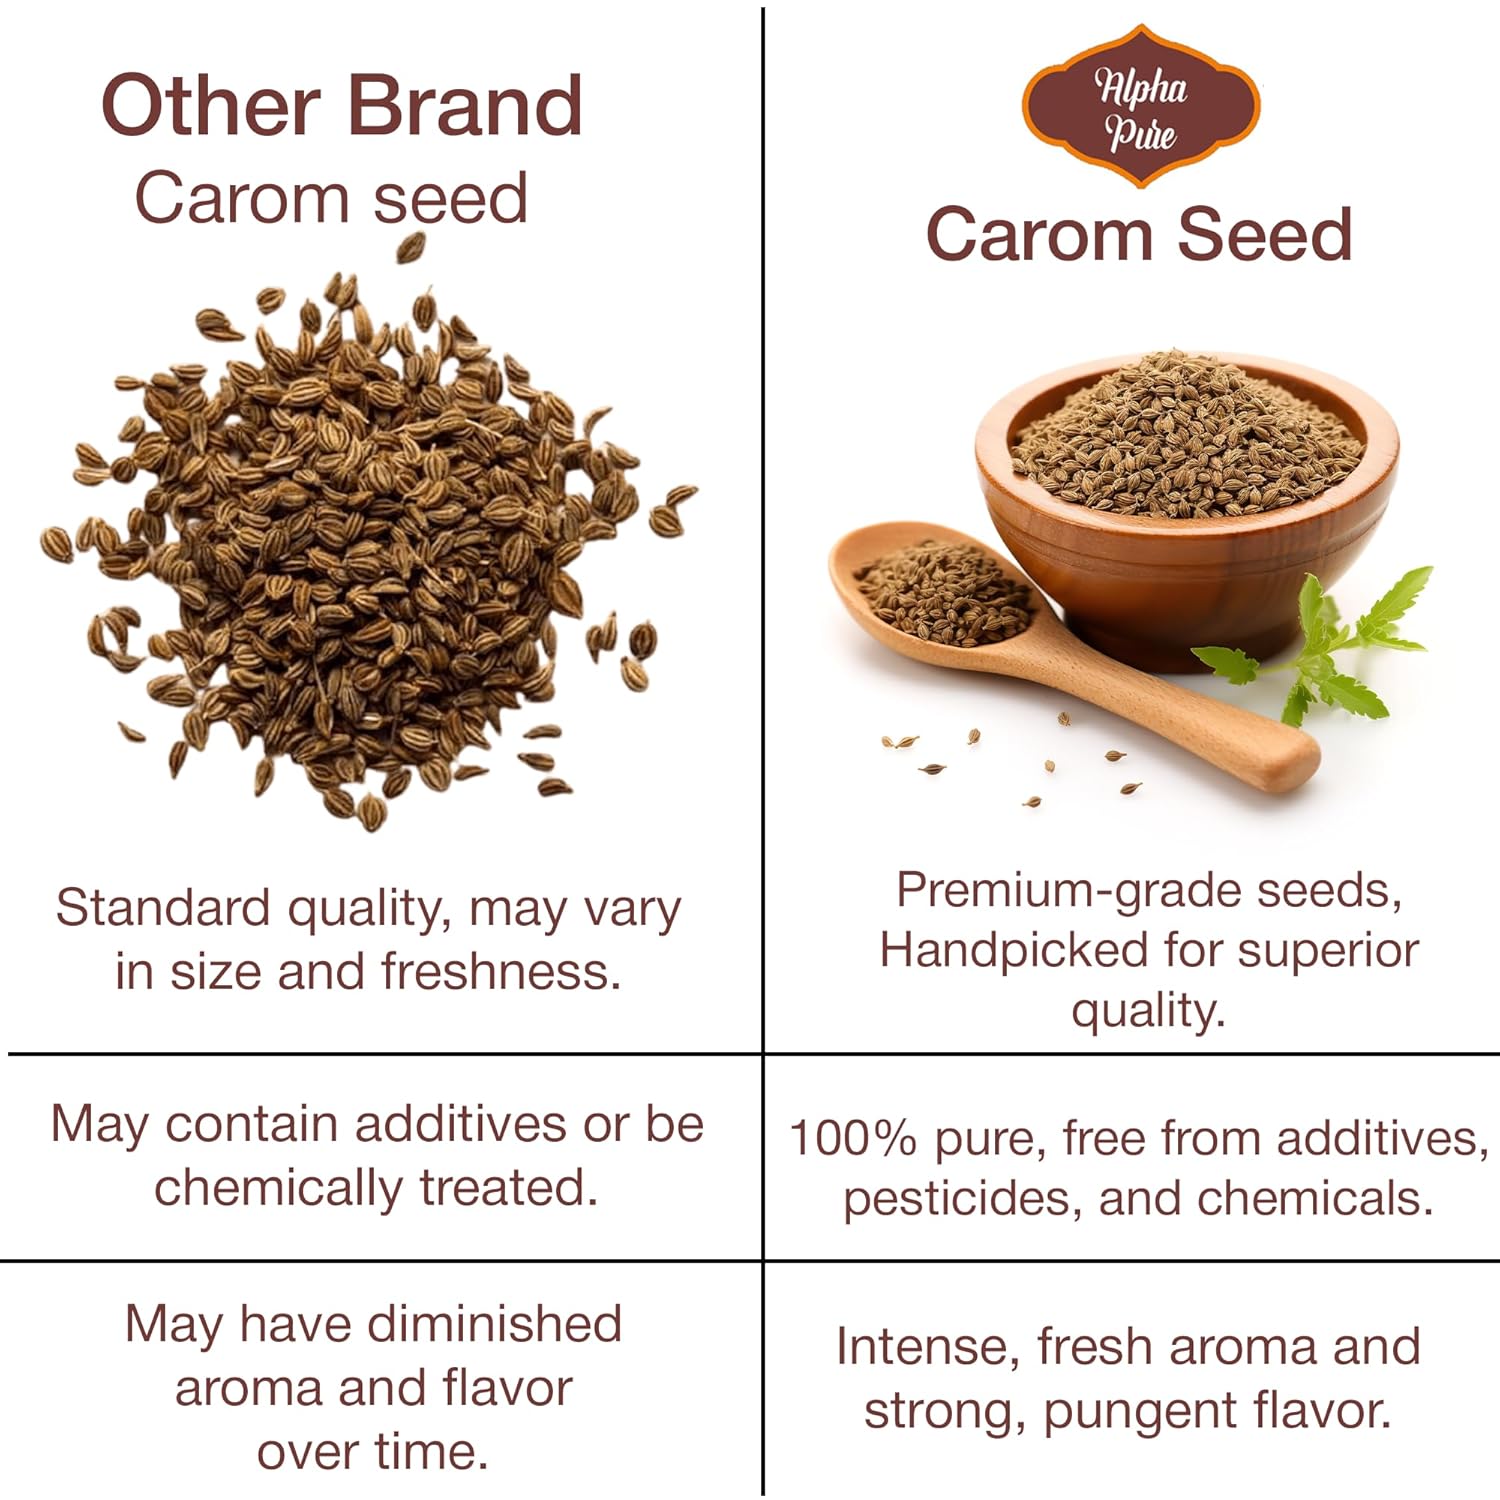 Other Brand
Carom seed
Standard quality, may vary
in size and freshness.
May contain additives or be
chemically treated.
May have diminished
aroma and flavor
over time.
Alpha
Pure
Carom Seed
Premium-grade seeds,
Handpicked for superior
quality.
100% pure, free from additives,
pesticides, and chemicals.
Intense, fresh aroma and
strong, pungent flavor.